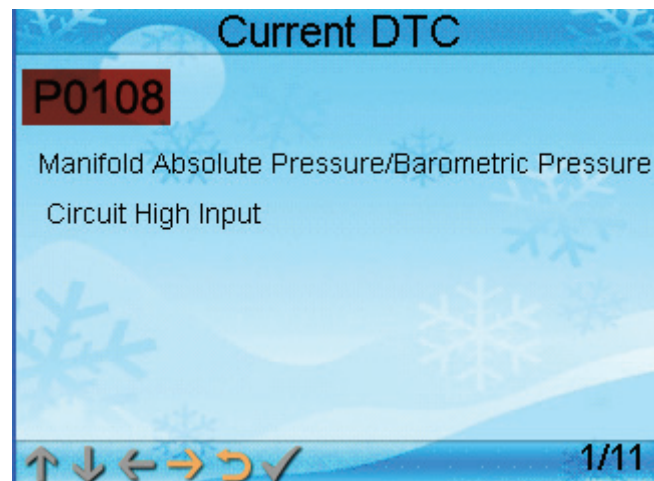 Current DTC
P0108
Manifold Absolute Pressure/Barometric Pressure
Circuit High Input
1/11